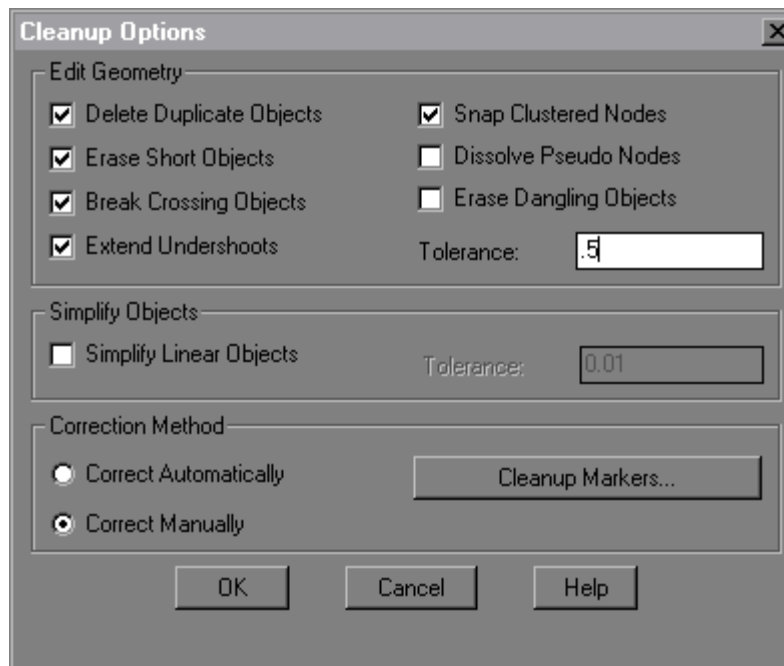 Cleanup Options
Edit Geometry
Delete Duplicate Objects
Snap Clustered Nodes
Erase Short Objects
Dissolve Pseudo Nodes
Break Crossing Objects
Erase Dangling Objects
Extend Undershoots
Tolerance: .5
Simplify Objects
Simplify Linear Objects
Tolerance: 0.01
Correction Method
Correct Automatically
Cleanup Markers...
Correct Manually
OK Cancel Help